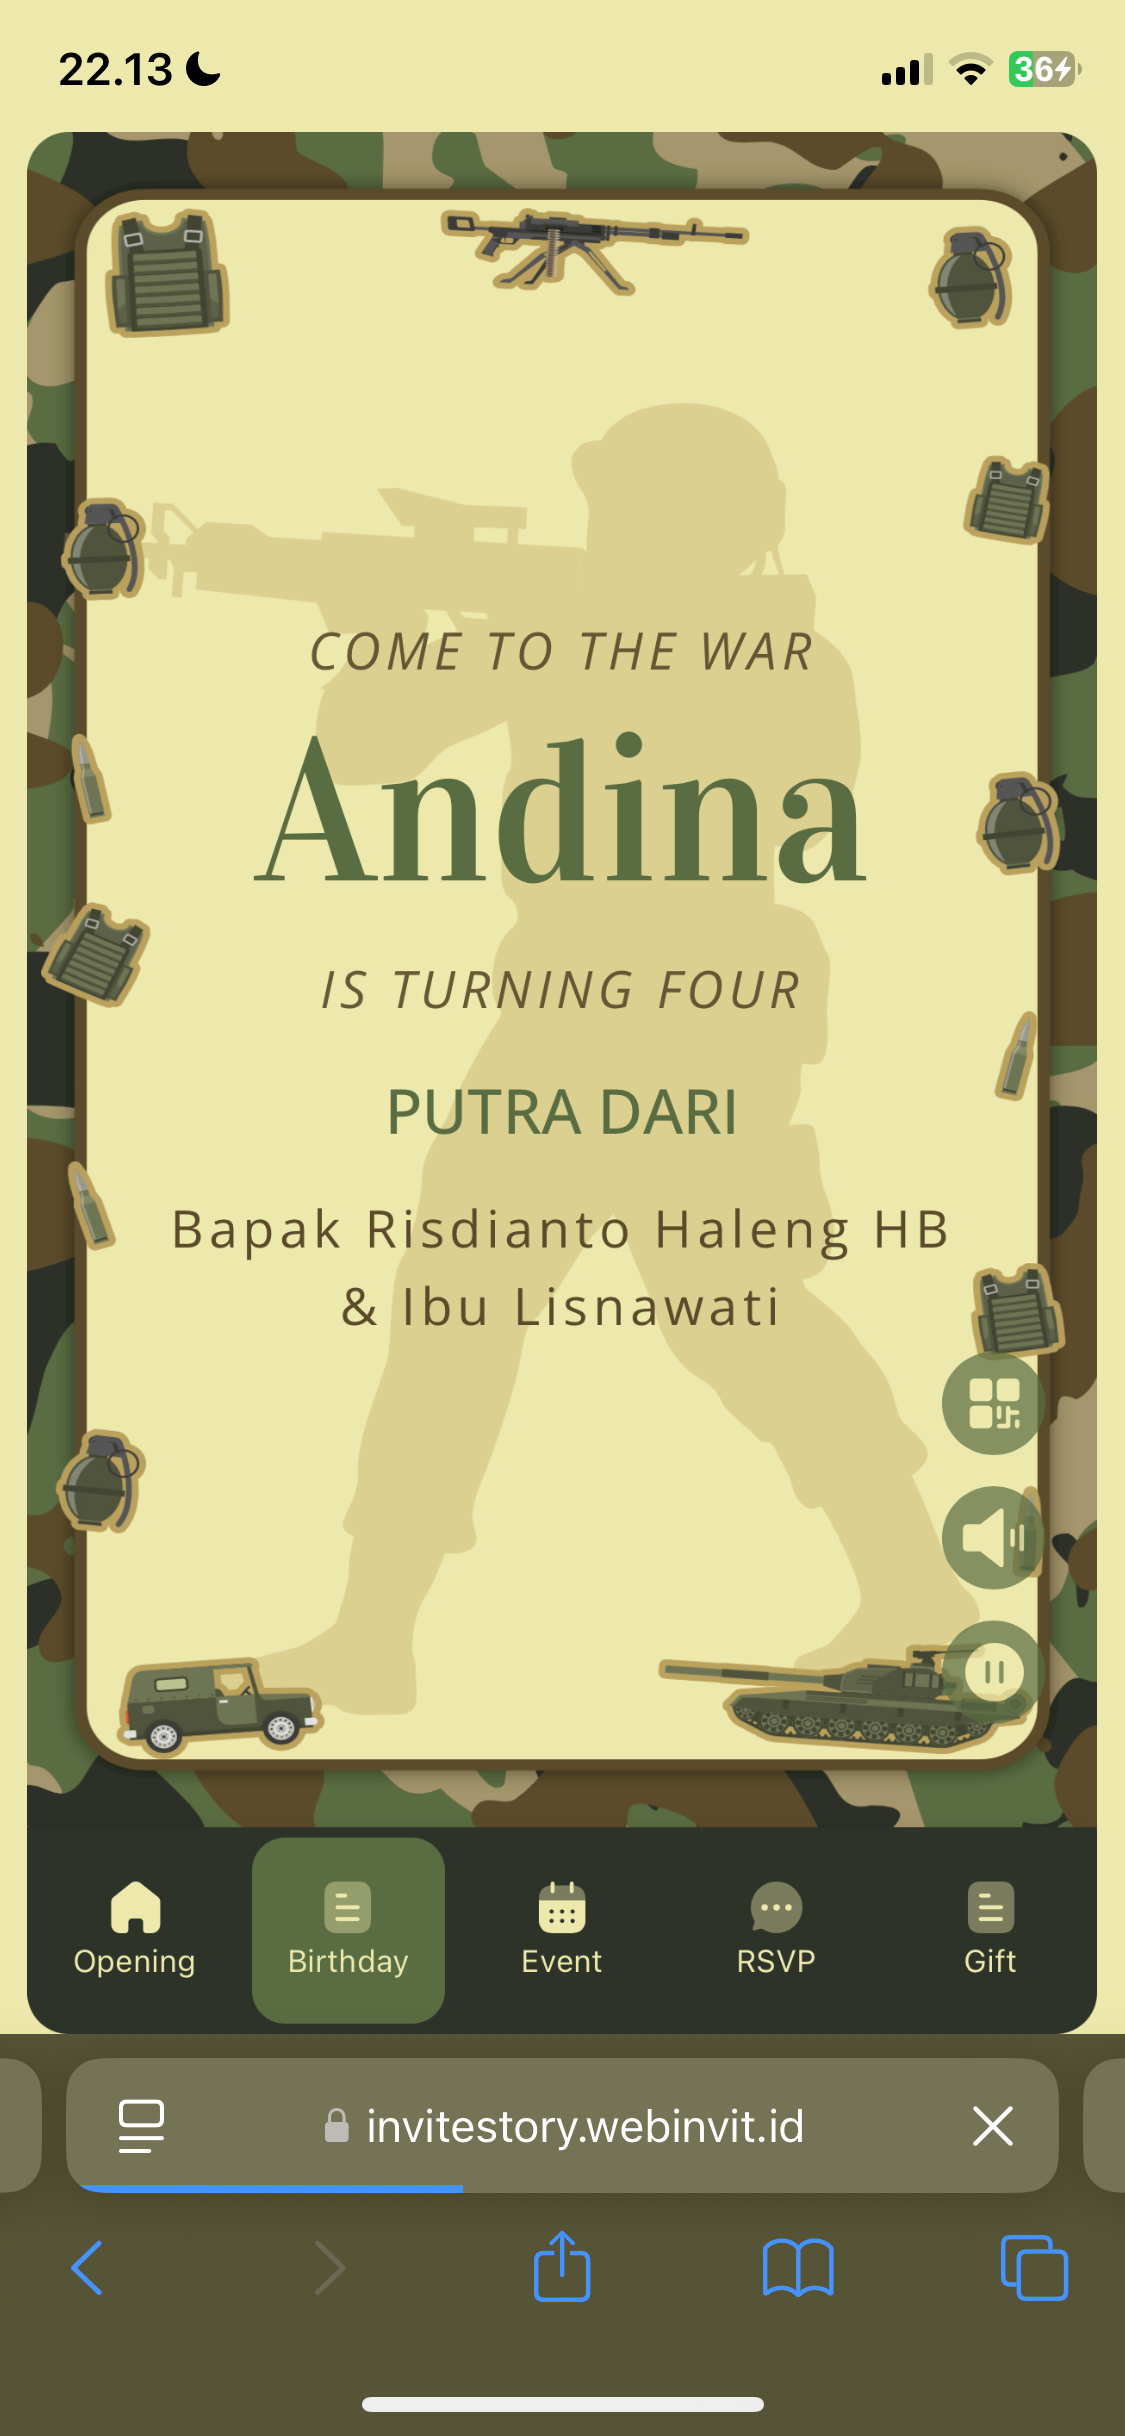 22.13
36
COME TO THE WAR
Andina
IS TURNING FOUR
PUTRA DARI
Bapak Risdianto Haleng HB
& Ibu Lisnawati
Opening
Birthday
Event
RSVP
Gift
invitestory.webinvit.id